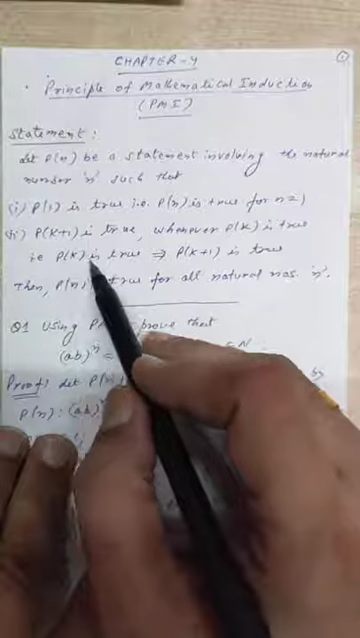 ①
CHAPTER-4
Principle of Mathematical Induction
(PMI)
Statement:
Let P(n) be a statement involving the natural
number 'n' such that
(i) P(1) is true i.e. P(n) is true for n=1
(ii) P(K+1) is true, whenever P(K) is true
i.e P(K) is true ⇒ P(K+1) is true
Then, P(n) true for all natural nos. 'n'.
Q1 Using prove that
(ab)ⁿ =
Proof: Let P(n)
P(n): (ab)ⁿ